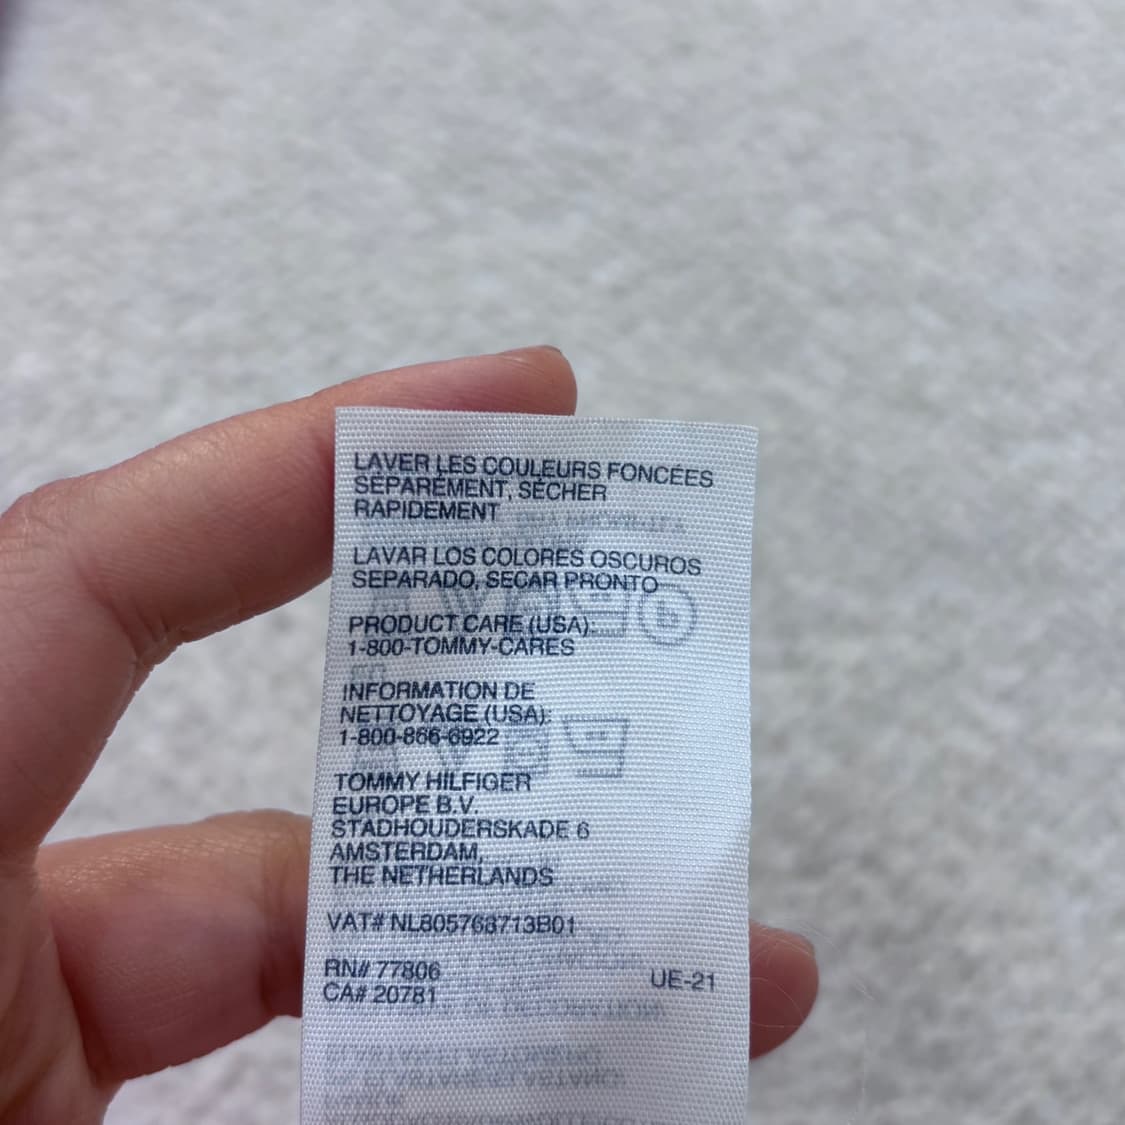 LAVER LES COULEURS FONCÉES
SÉPARÉMENT, SÉCHER
RAPIDEMENT
LAVAR LOS COLORES OSCUROS
SEPARADO, SECAR PRONTO
PRODUCT CARE (USA):
1-800-TOMMY-CARES
INFORMATION DE
NETTOYAGE (USA):
1-800-866-6922
TOMMY HILFIGER
EUROPE B.V.
STADHOUDERSKADE 6
AMSTERDAM,
THE NETHERLANDS
VAT# NL805768713B01
RN# 77806
CA# 20781
UE-21